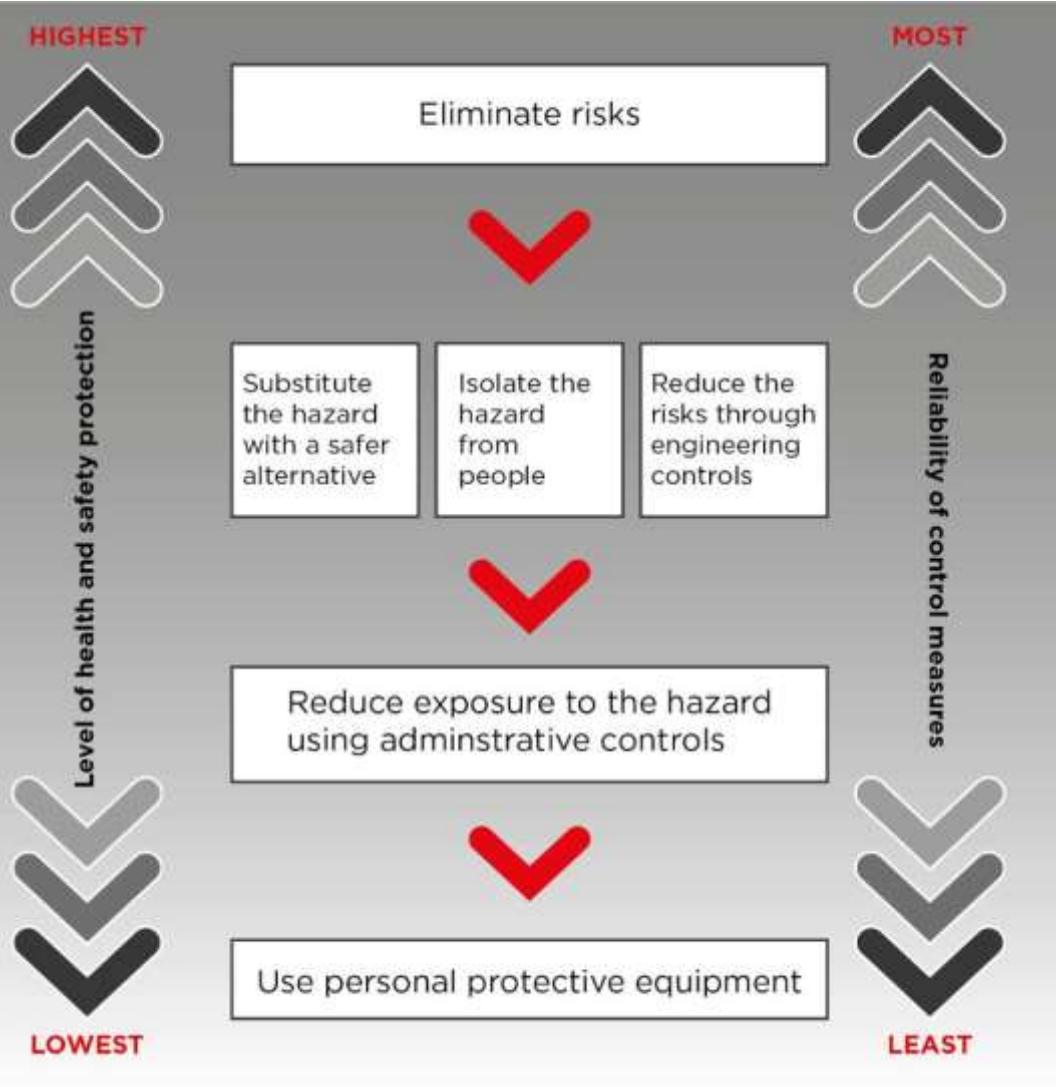 HIGHEST
MOST
Eliminate risks
Substitute
the hazard
with a safer
alternative
Isolate the
hazard
from
people
Reduce the
risks through
engineering
controls
Level of health and safety protection
Reliability of control measures
Reduce exposure to the hazard
using adminstrative controls
Use personal protective equipment
LOWEST
LEAST